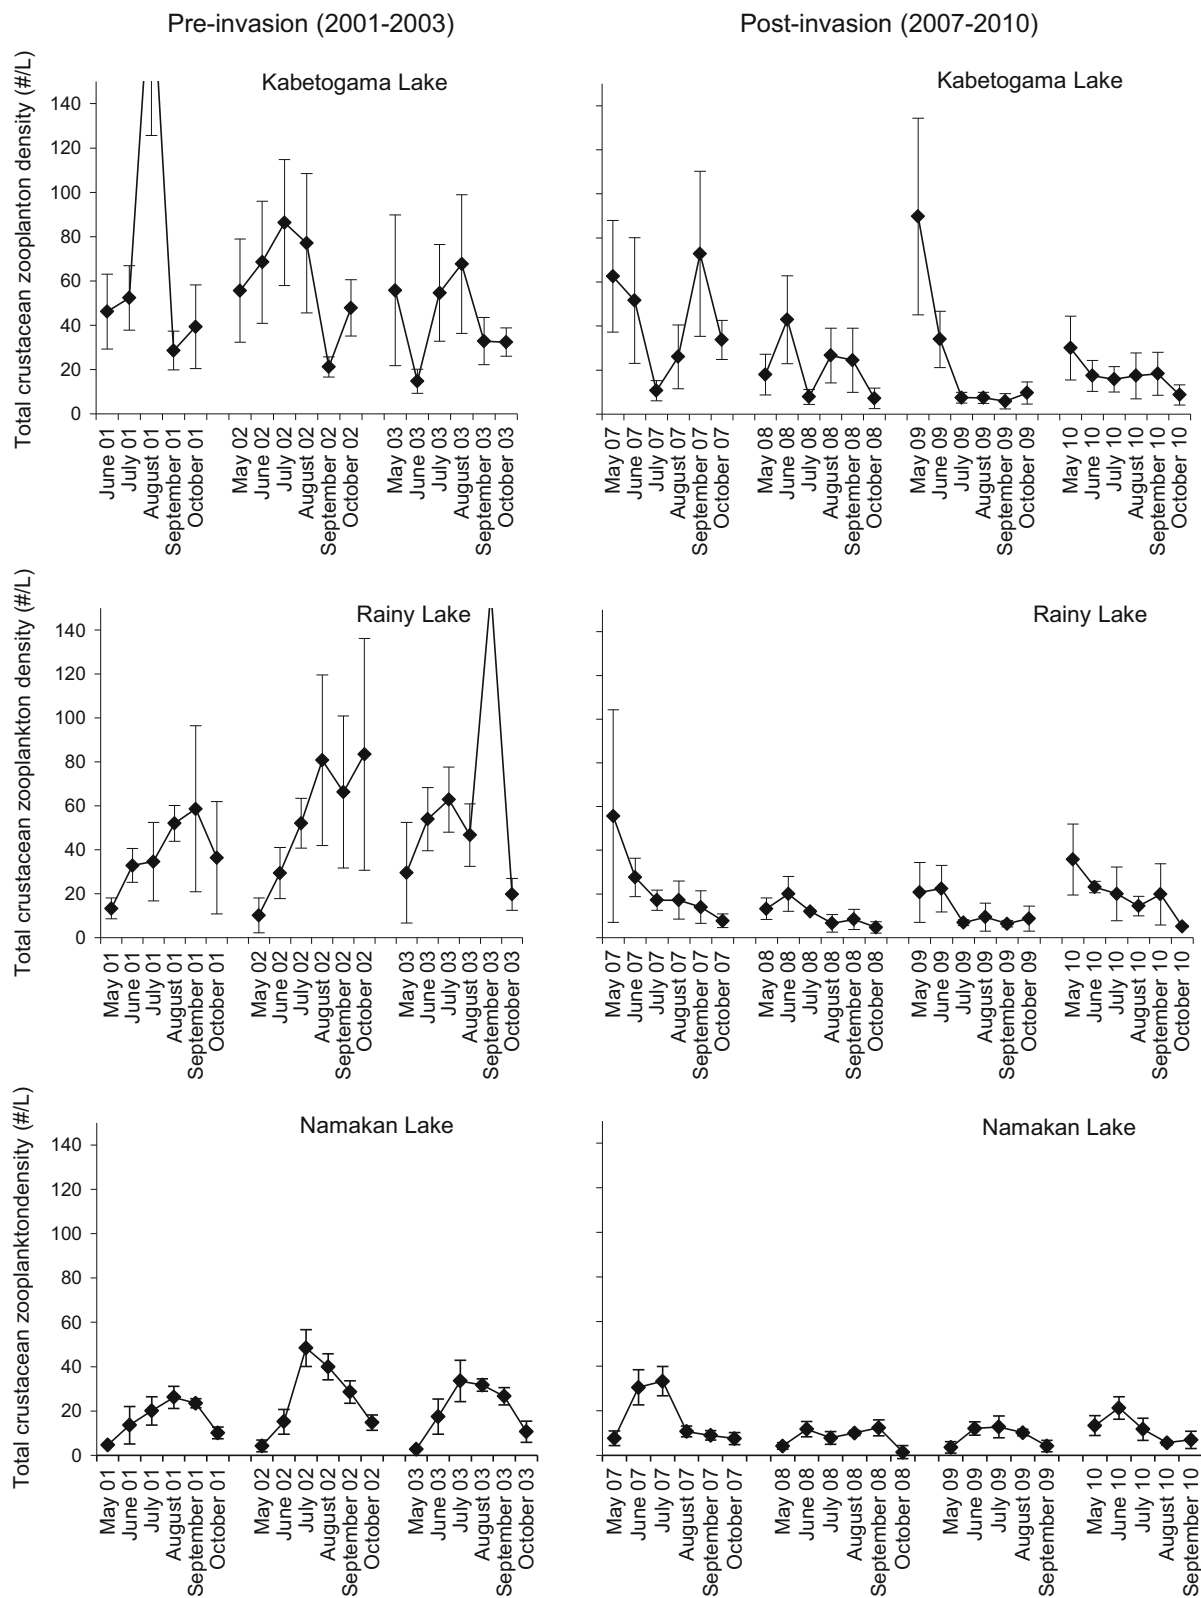 Pre-invasion (2001-2003)
Post-invasion (2007-2010)
Total crustacean zooplanton density (#/L)
Kabetogama Lake
140
120
100
80
60
40
20
0
June 01
July 01
August 01
September 01
October 01
May 02
June 02
July 02
August 02
September 02
October 02
May 03
June 03
July 03
August 03
September 03
October 03
Kabetogama Lake
May 07
June 07
July 07
August 07
September 07
October 07
May 08
June 08
July 08
August 08
September 08
October 08
May 09
June 09
July 09
August 09
September 09
October 09
May 10
June 10
July 10
August 10
September 10
October 10
Total crustacean zooplankton density (#/L)
Rainy Lake
140
120
100
80
60
40
20
0
May 01
June 01
July 01
August 01
September 01
October 01
May 02
June 02
July 02
August 02
September 02
October 02
May 03
June 03
July 03
August 03
September 03
October 03
Rainy Lake
May 07
June 07
July 07
August 07
September 07
October 07
May 08
June 08
July 08
August 08
September 08
October 08
May 09
June 09
July 09
August 09
September 09
October 09
May 10
June 10
July 10
August 10
September 10
October 10
Total crustacean zooplanktondensity (#/L)
Namakan Lake
140
120
100
80
60
40
20
0
May 01
June 01
July 01
August 01
September 01
October 01
May 02
June 02
July 02
August 02
September 02
October 02
May 03
June 03
July 03
August 03
September 03
October 03
Namakan Lake
May 07
June 07
July 07
August 07
September 07
October 07
May 08
June 08
July 08
August 08
September 08
October 08
May 09
June 09
July 09
August 09
September 09
May 10
June 10
July 10
August 10
September 10